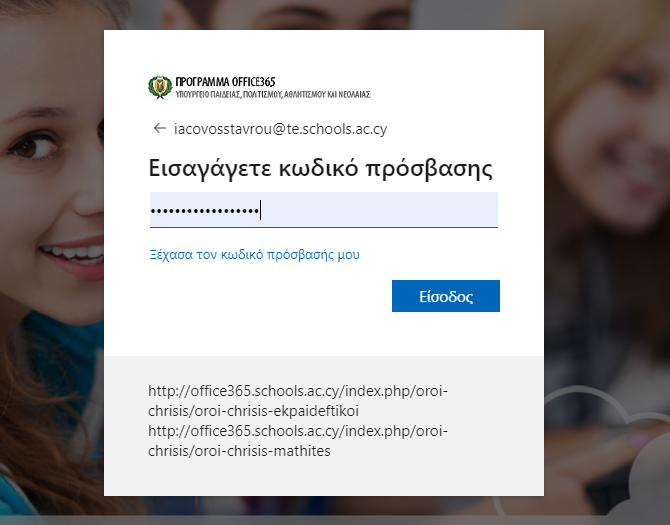 ΠΡΟΓΡΑΜΜΑ OFFICE365
ΥΠΟΥΡΓΕΙΟ ΠΑΙΔΕΙΑΣ, ΠΟΛΙΤΙΣΜΟΥ, ΑΘΛΗΤΙΣΜΟΥ ΚΑΙ ΝΕΟΛΑΙΑΣ
iacovosstavrou@te.schools.ac.cy
Εισαγάγετε κωδικό πρόσβασης
••••••••••••••••••
Ξέχασα τον κωδικό πρόσβασής μου
Είσοδος
http://office365.schools.ac.cy/index.php/oroi-
chrisis/oroi-chrisis-ekpaideftikoi
http://office365.schools.ac.cy/index.php/oroi-
chrisis/oroi-chrisis-mathites